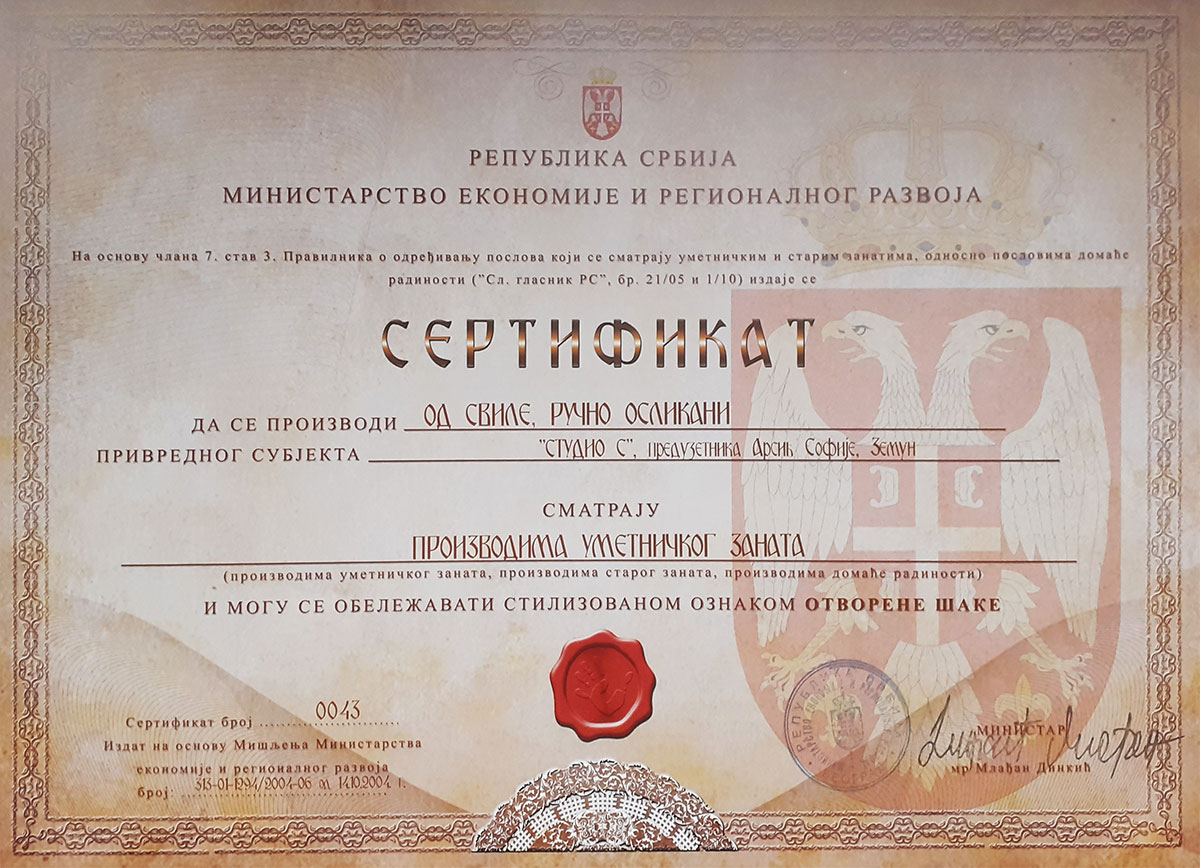 РЕПУБЛИКА СРБИЈА
МИНИСТАРСТВО ЕКОНОМИЈЕ И РЕГИОНАЛНОГ РАЗВОЈА
На основу члана 7. став 3. Правилника о одређивању послова који се сматрају уметничким и старим занатима, односно пословима домаће
радиности ("Сл. гласник РС", бр. 21/05 и 1/10) издаје се
СЕРТИФИКАТ
ДА СЕ ПРОИЗВОДИ ОД СВИЛЕ, РУЧНО ОСЛИКАНИ
ПРИВРЕДНОГ СУБЈЕКТА "СТУДИО С", предузетника Арсић Софије, Земун
СМАТРАЈУ
ПРОИЗВОДИМА УМЕТНИЧКОГ ЗАНАТА
(производима уметничког заната, производима старог заната, производима домаће радиности)
И МОГУ СЕ ОБЕЛЕЖАВАТИ СТИЛИЗОВАНОМ ОЗНАКОМ ОТВОРЕНЕ ШАКЕ
Сертификат број 0043
Издат на основу Мишљења Министарства
економије и регионалног развоја
број: 313-01-1294/2004-06 од 14.10.2004 г.
МИНИСТАР
мр Млађан Динкић